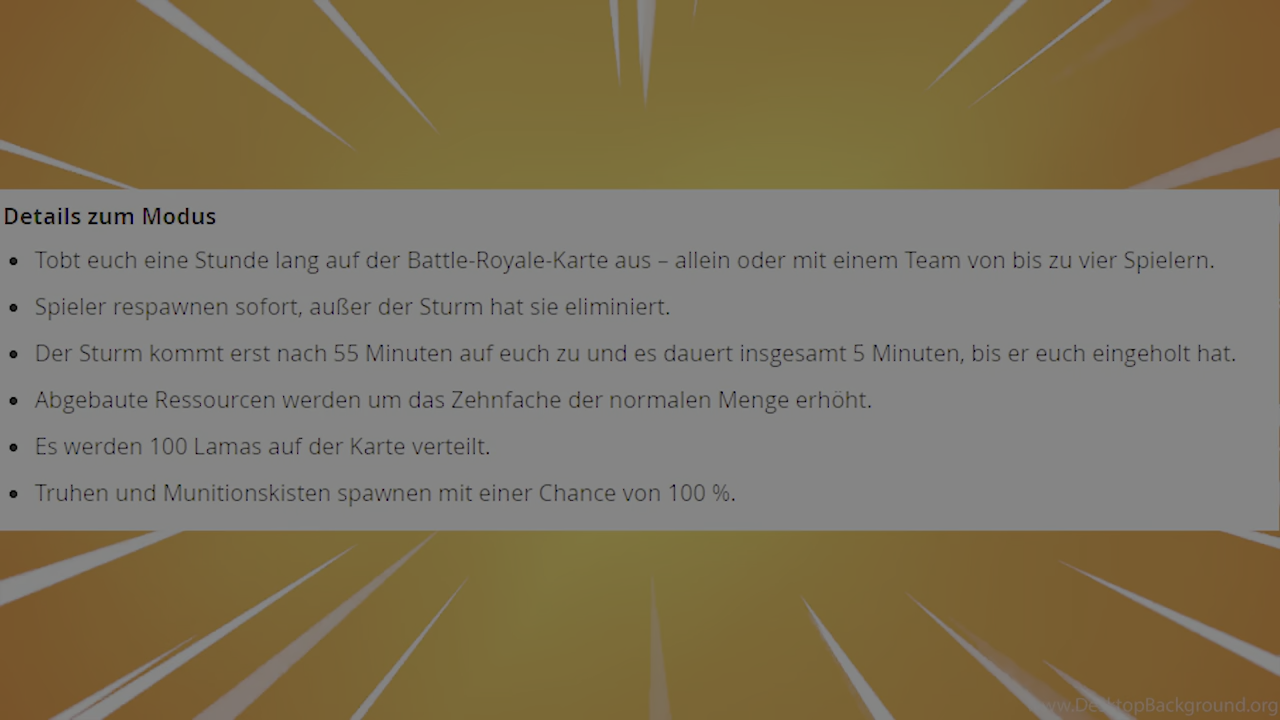 Details zum Modus
Tobt euch eine Stunde lang auf der Battle-Royale-Karte aus – allein oder mit einem Team von bis zu vier Spielern.
Spieler respawnen sofort, außer der Sturm hat sie eliminiert.
Der Sturm kommt erst nach 55 Minuten auf euch zu und es dauert insgesamt 5 Minuten, bis er euch eingeholt hat.
Abgebaute Ressourcen werden um das Zehnfache der normalen Menge erhöht.
Es werden 100 Lamas auf der Karte verteilt.
Truhen und Munitionskisten spawnen mit einer Chance von 100 %.
www.DesktopBackground.org